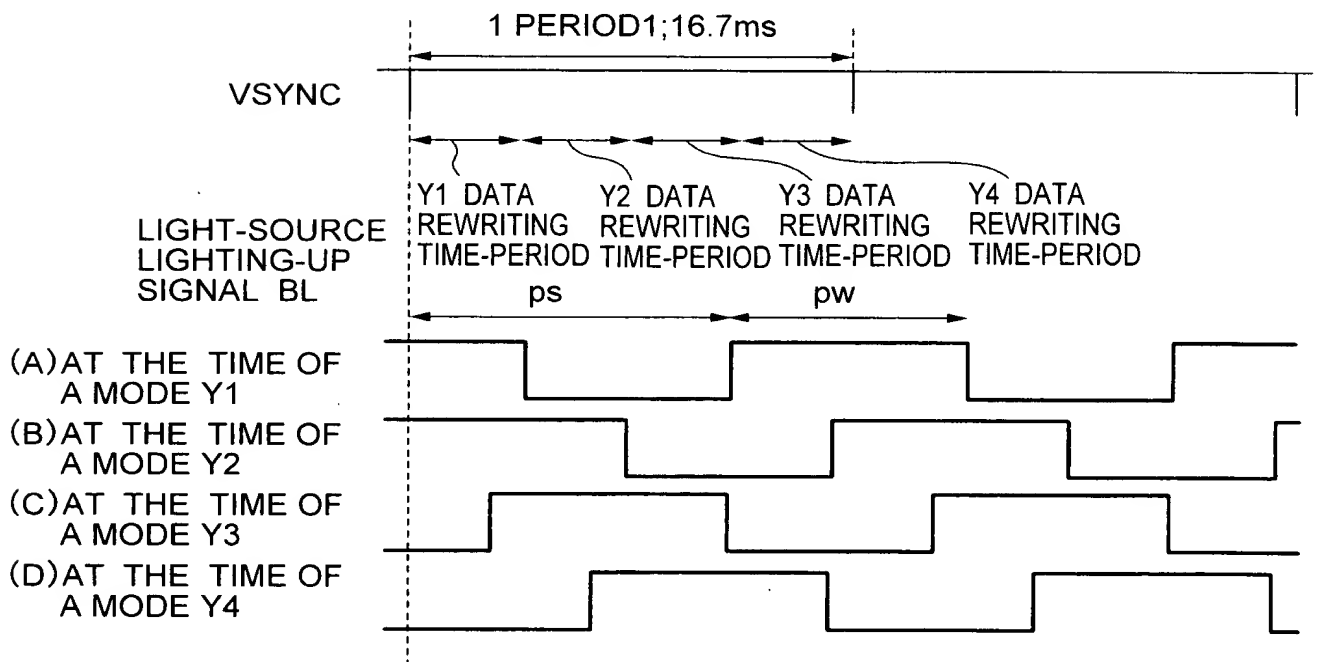 1 PERIOD1;16.7ms
VSYNC
Y1 DATA
REWRITING
TIME-PERIOD
Y2 DATA
REWRITING
TIME-PERIOD
Y3 DATA
REWRITING
TIME-PERIOD
Y4 DATA
REWRITING
TIME-PERIOD
LIGHT-SOURCE
LIGHTING-UP
SIGNAL BL
ps
pw
(A) AT THE TIME OF
A MODE Y1
(B) AT THE TIME OF
A MODE Y2
(C) AT THE TIME OF
A MODE Y3
(D) AT THE TIME OF
A MODE Y4